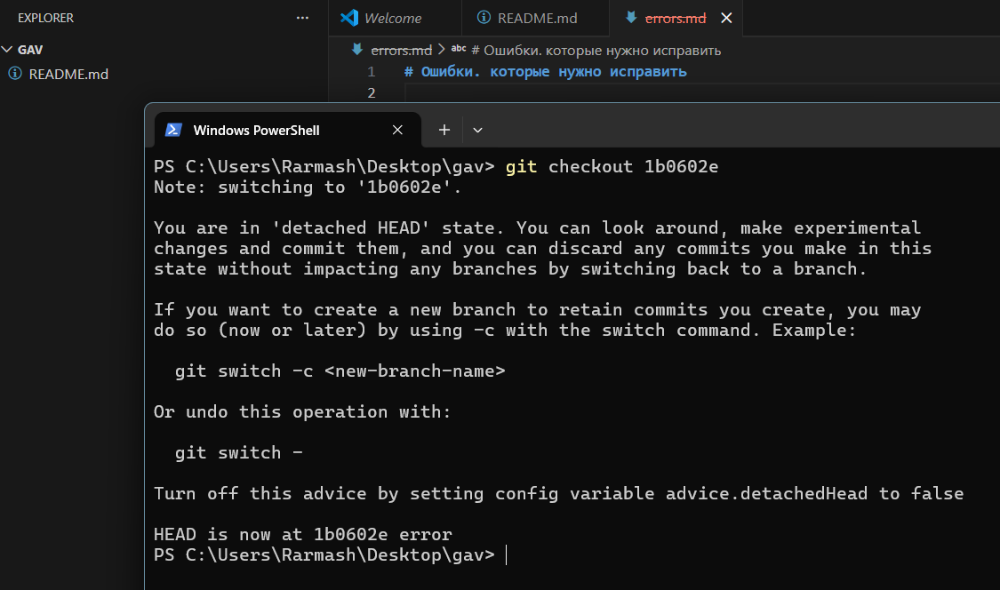 EXPLORER ...
GAV
README.md
Welcome
README.md
errors.md
errors.md > abc # Ошибки. которые нужно исправить
1 # Ошибки. которые нужно исправить
2
Windows PowerShell
PS C:\Users\Rarmash\Desktop\gav> git checkout 1b0602e
Note: switching to '1b0602e'.
You are in 'detached HEAD' state. You can look around, make experimental
changes and commit them, and you can discard any commits you make in this
state without impacting any branches by switching back to a branch.
If you want to create a new branch to retain commits you create, you may
do so (now or later) by using -c with the switch command. Example:
git switch -c <new-branch-name>
Or undo this operation with:
git switch -
Turn off this advice by setting config variable advice.detachedHead to false
HEAD is now at 1b0602e error
PS C:\Users\Rarmash\Desktop\gav>